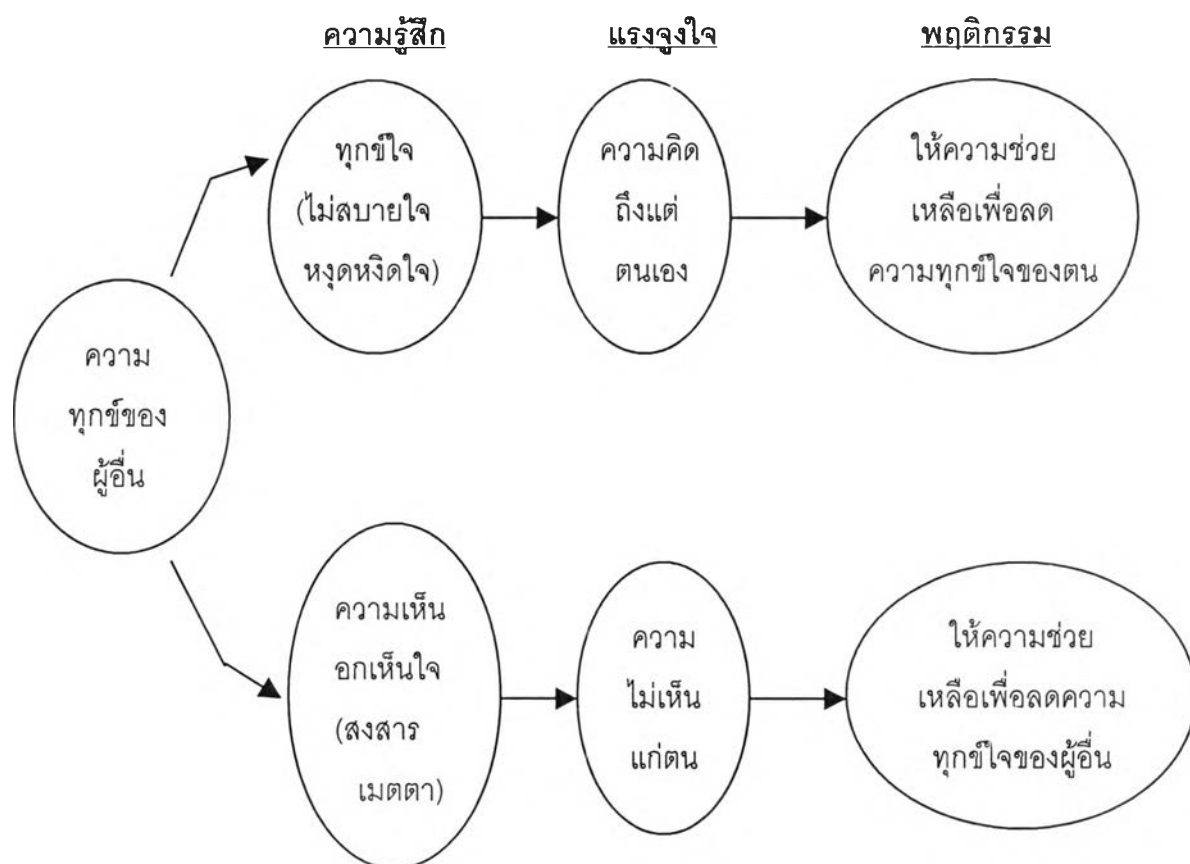 ความรู้สึก
แรงจูงใจ
พฤติกรรม
ทุกข์ใจ
(ไม่สบายใจ
หงุดหงิดใจ)
ความคิด
ถึงแต่
ตนเอง
ให้ความช่วย
เหลือเพื่อลด
ความทุกข์ใจของตน
ความ
ทุกข์ของ
ผู้อื่น
ความเห็น
อกเห็นใจ
(สงสาร
เมตตา)
ความ
ไม่เห็น
แก่ตน
ให้ความช่วย
เหลือเพื่อลดความ
ทุกข์ใจของผู้อื่น